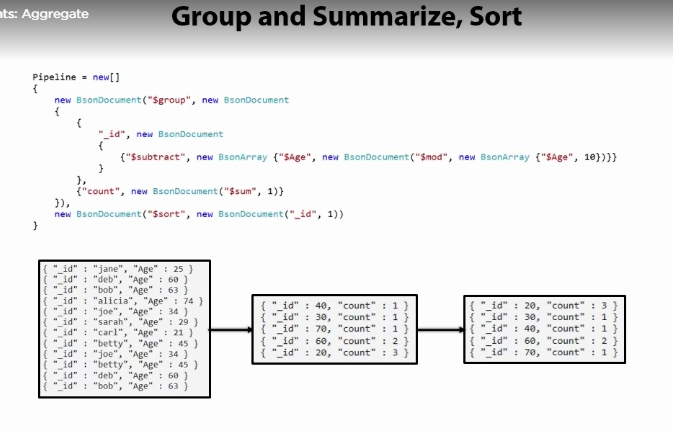 nts: Aggregate
Group and Summarize, Sort
Pipeline = new[]
{
new BsonDocument("$group", new BsonDocument
{
{
"_id", new BsonDocument
{
{"$subtract", new BsonArray {"$Age", new BsonDocument("$mod", new BsonArray {"$Age", 10})}}
}
},
{"count", new BsonDocument("$sum", 1)}
}),
new BsonDocument("$sort", new BsonDocument("_id", 1))
}
{ "_id" : "jane", "Age" : 25 }
{ "_id" : "deb", "Age" : 60 }
{ "_id" : "bob", "Age" : 63 }
{ "_id" : "alicia", "Age" : 74 }
{ "_id" : "joe", "Age" : 34 }
{ "_id" : "sarah", "Age" : 29 }
{ "_id" : "carl", "Age" : 21 }
{ "_id" : "betty", "Age" : 45 }
{ "_id" : "joe", "Age" : 34 }
{ "_id" : "betty", "Age" : 45 }
{ "_id" : "deb", "Age" : 60 }
{ "_id" : "bob", "Age" : 63 }
{ "_id" : 40, "count" : 1 }
{ "_id" : 30, "count" : 1 }
{ "_id" : 70, "count" : 1 }
{ "_id" : 60, "count" : 2 }
{ "_id" : 20, "count" : 3 }
{ "_id" : 20, "count" : 3 }
{ "_id" : 30, "count" : 1 }
{ "_id" : 40, "count" : 1 }
{ "_id" : 60, "count" : 2 }
{ "_id" : 70, "count" : 1 }